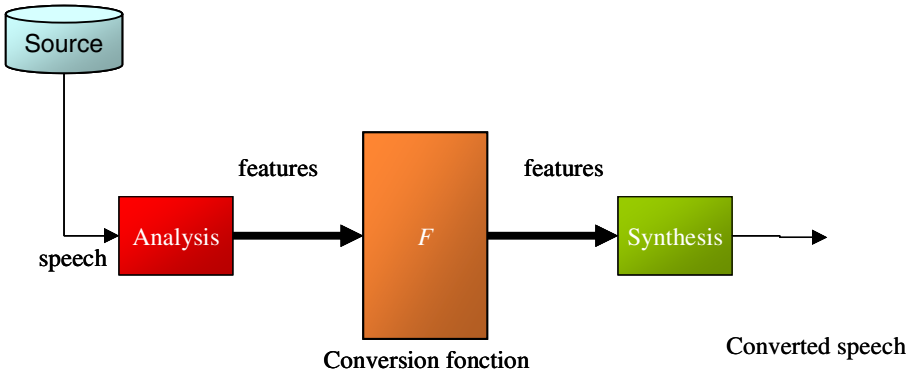 Source
features
features
Analysis
F
Synthesis
speech
Converted speech
Conversion fonction